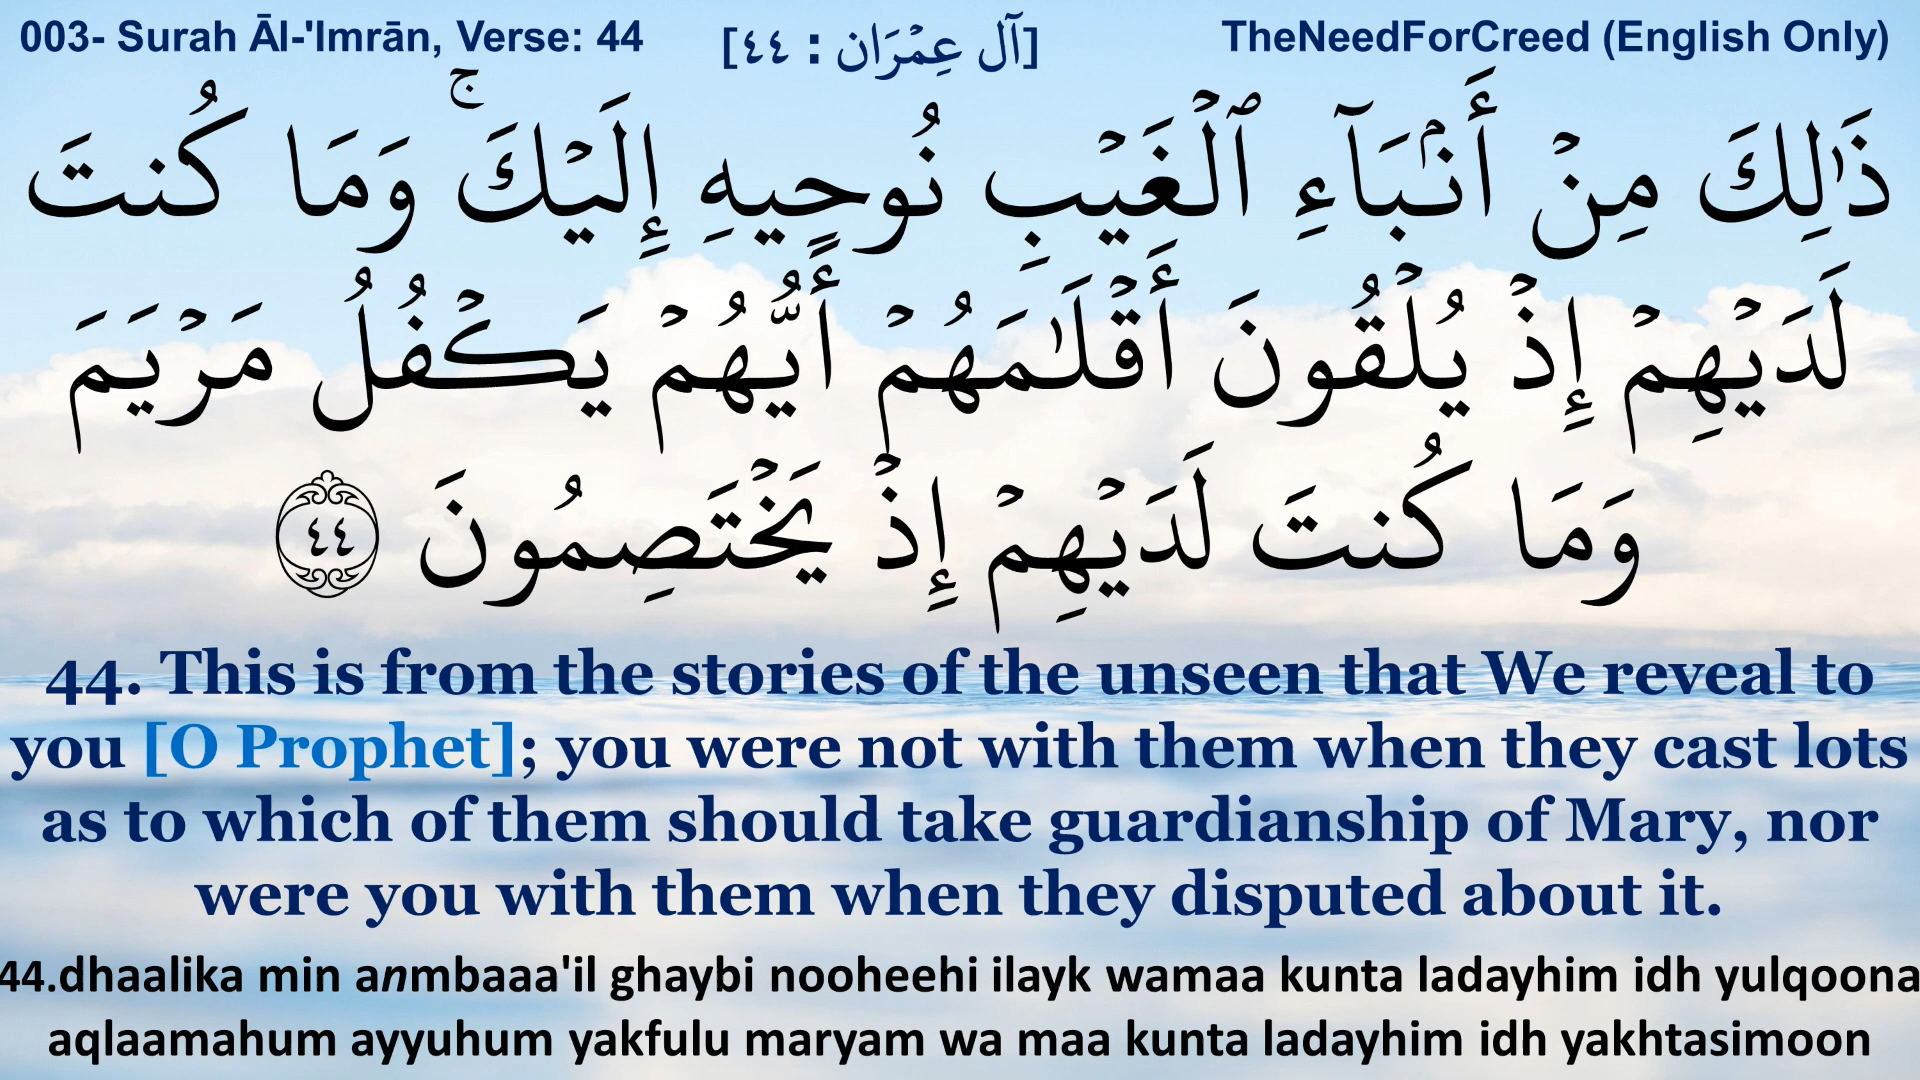 003- Surah Āl-'Imrān, Verse: 44 [آل عِمْرَان : ٤٤] TheNeedForCreed (English Only)
ذَٰلِكَ مِنْ أَنۢبَآءِ ٱلْغَيْبِ نُوحِيهِ إِلَيْكَ ۚ وَمَا كُنتَ
لَدَيْهِمْ إِذْ يُلْقُونَ أَقْلَـٰمَهُمْ أَيُّهُمْ يَكْفُلُ مَرْيَمَ
وَمَا كُنتَ لَدَيْهِمْ إِذْ يَخْتَصِمُونَ ٤٤
44. This is from the stories of the unseen that We reveal to
you [O Prophet]; you were not with them when they cast lots
as to which of them should take guardianship of Mary, nor
were you with them when they disputed about it.
44.dhaalika min anmbaaa'il ghaybi nooheehi ilayk wamaa kunta ladayhim idh yulqoona
aqlaamahum ayyuhum yakfulu maryam wa maa kunta ladayhim idh yakhtasimoon